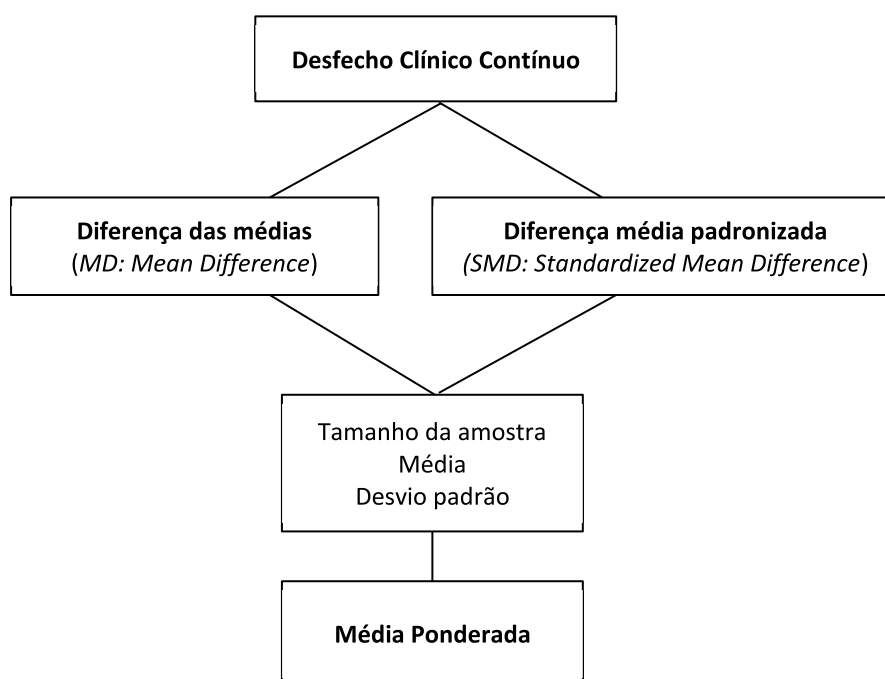 Desfecho Clínico Contínuo
Diferença das médias
(MD: Mean Difference)
Diferença média padronizada
(SMD: Standardized Mean Difference)
Tamanho da amostra
Média
Desvio padrão
Média Ponderada